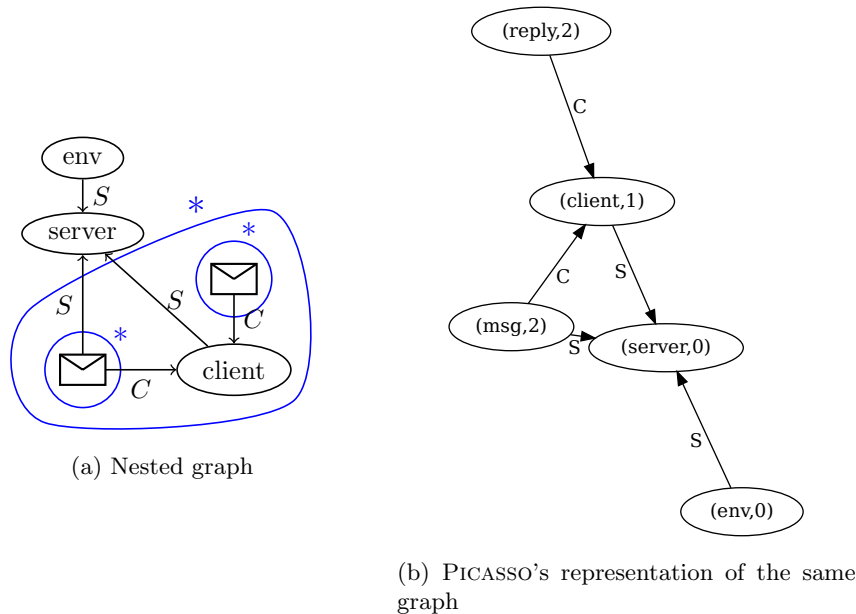 env
S
server
*
*
S
S
C
*
C
client
(a) Nested graph
(reply,2)
C
(client,1)
C
S
(msg,2)
S
(server,0)
S
(env,0)
(b) PICASSO's representation of the same
graph